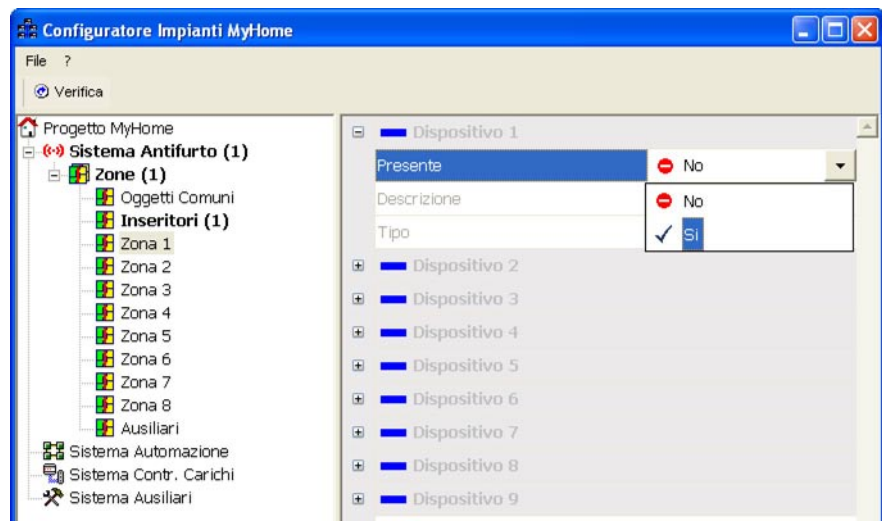 Configuratore Impianti MyHome
File ?
Verifica
Progetto MyHome
Sistema Antifurto (1)
Zone (1)
Oggetti Comuni
Inseritori (1)
Zona 1
Zona 2
Zona 3
Zona 4
Zona 5
Zona 6
Zona 7
Zona 8
Ausiliari
Sistema Automazione
Sistema Contr. Carichi
Sistema Ausiliari
Dispositivo 1
Presente No
Descrizione No
Tipo Si
Dispositivo 2
Dispositivo 3
Dispositivo 4
Dispositivo 5
Dispositivo 6
Dispositivo 7
Dispositivo 8
Dispositivo 9